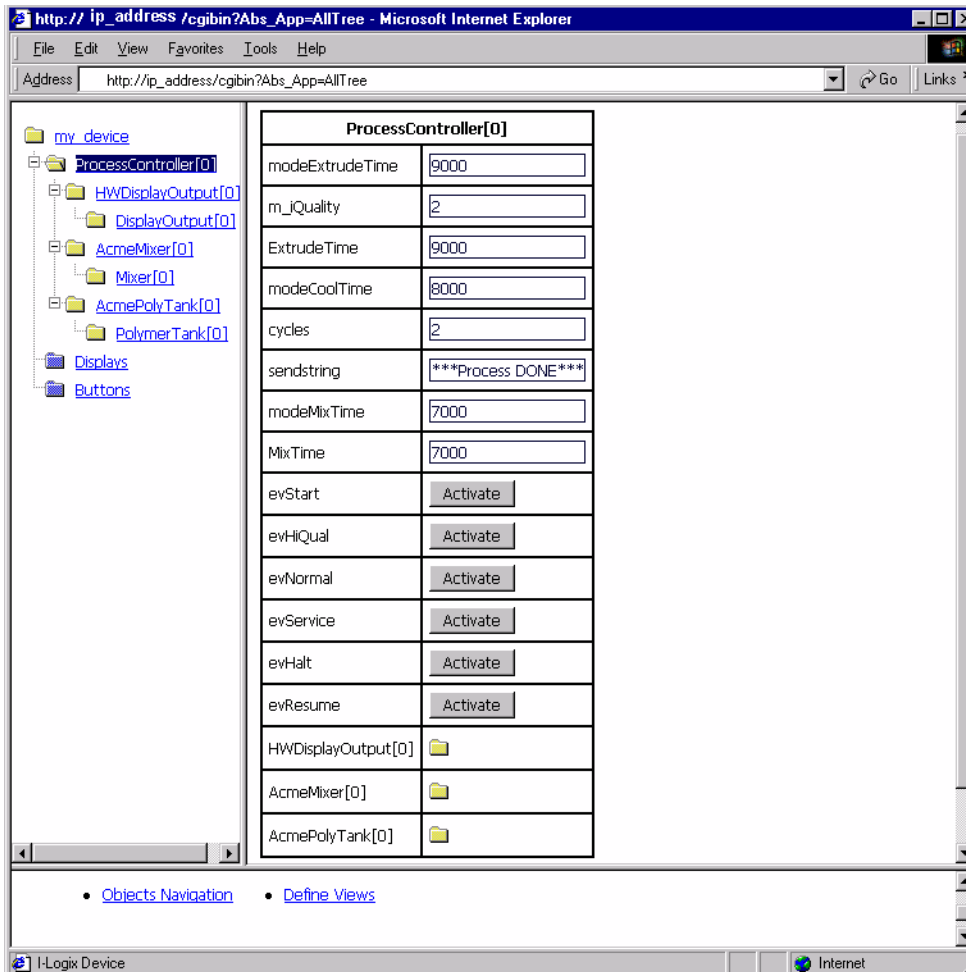 http:// ip_address /cgibin?Abs_App=AllTree - Microsoft Internet Explorer
File Edit View Favorites Tools Help
Address http://ip_address/cgibin?Abs_App=AllTree Go Links
my_device
ProcessController[0]
HWDisplayOutput[0]
DisplayOutput[0]
AcmeMixer[0]
Mixer[0]
AcmePolyTank[0]
PolymerTank[0]
Displays
Buttons
ProcessController[0]
modeExtrudeTime 9000
m_iQuality 2
ExtrudeTime 9000
modeCoolTime 8000
cycles 2
sendstring ***Process DONE***
modeMixTime 7000
MixTime 7000
evStart Activate
evHiQual Activate
evNormal Activate
evService Activate
evHalt Activate
evResume Activate
HWDisplayOutput[0]
AcmeMixer[0]
AcmePolyTank[0]
• Objects Navigation • Define Views
I-Logix Device Internet